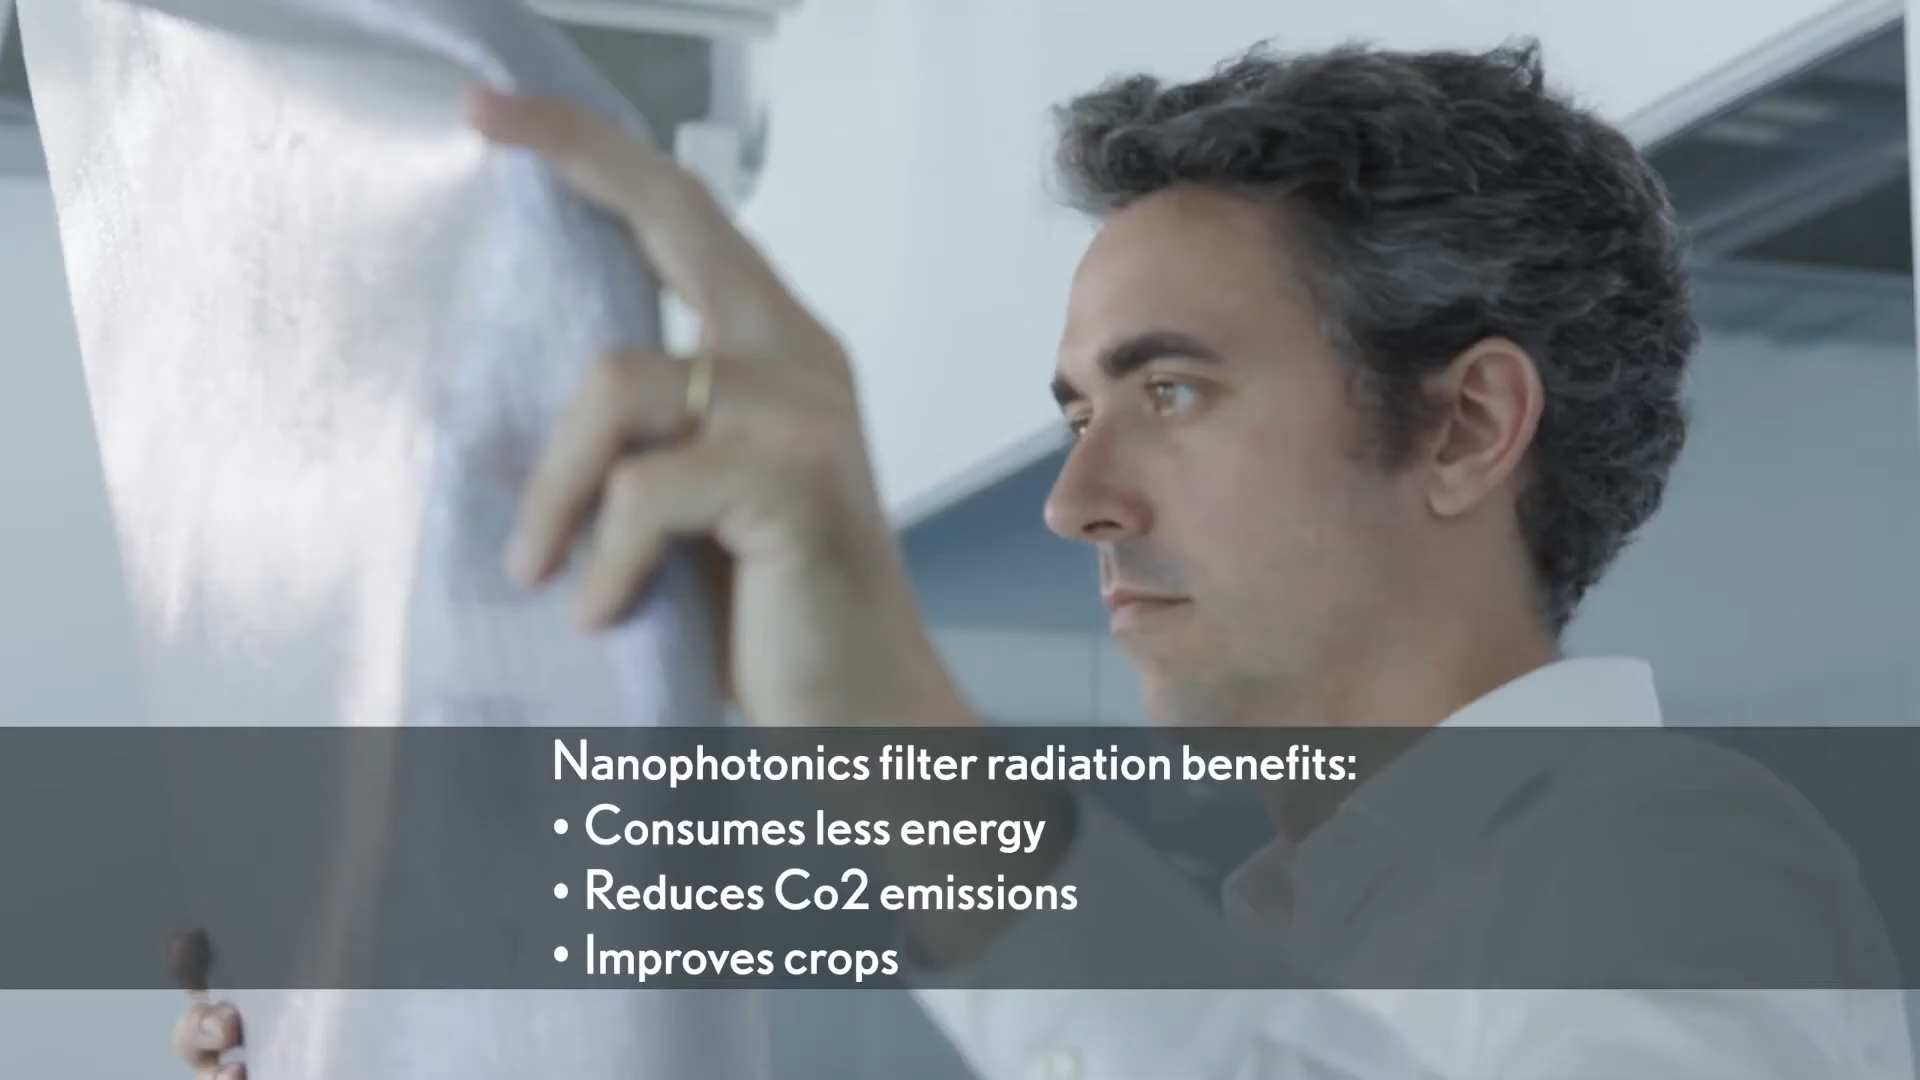 Nanophotonics filter radiation benefits:
• Consumes less energy
• Reduces Co2 emissions
• Improves crops